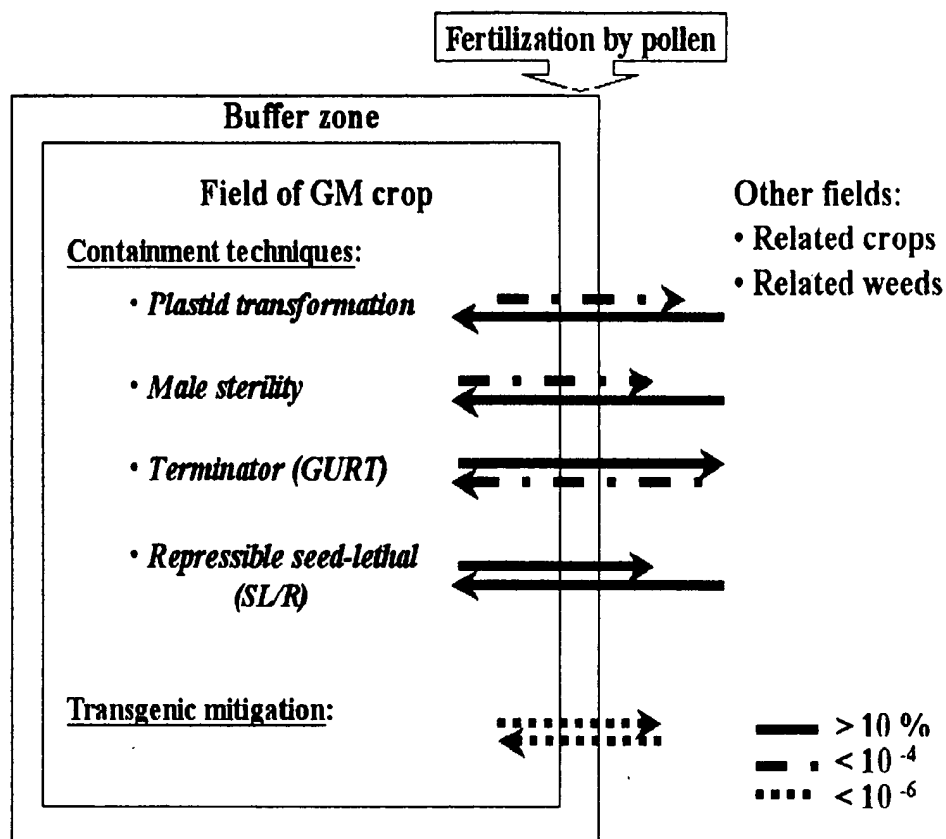 Fertilization by pollen
Buffer zone
Field of GM crop
Containment techniques:
• Plastid transformation
• Male sterility
• Terminator (GURT)
• Repressible seed-lethal
(SL/R)
Transgenic mitigation:
Other fields:
• Related crops
• Related weeds
> 10 %
< 10 -4
< 10 -6